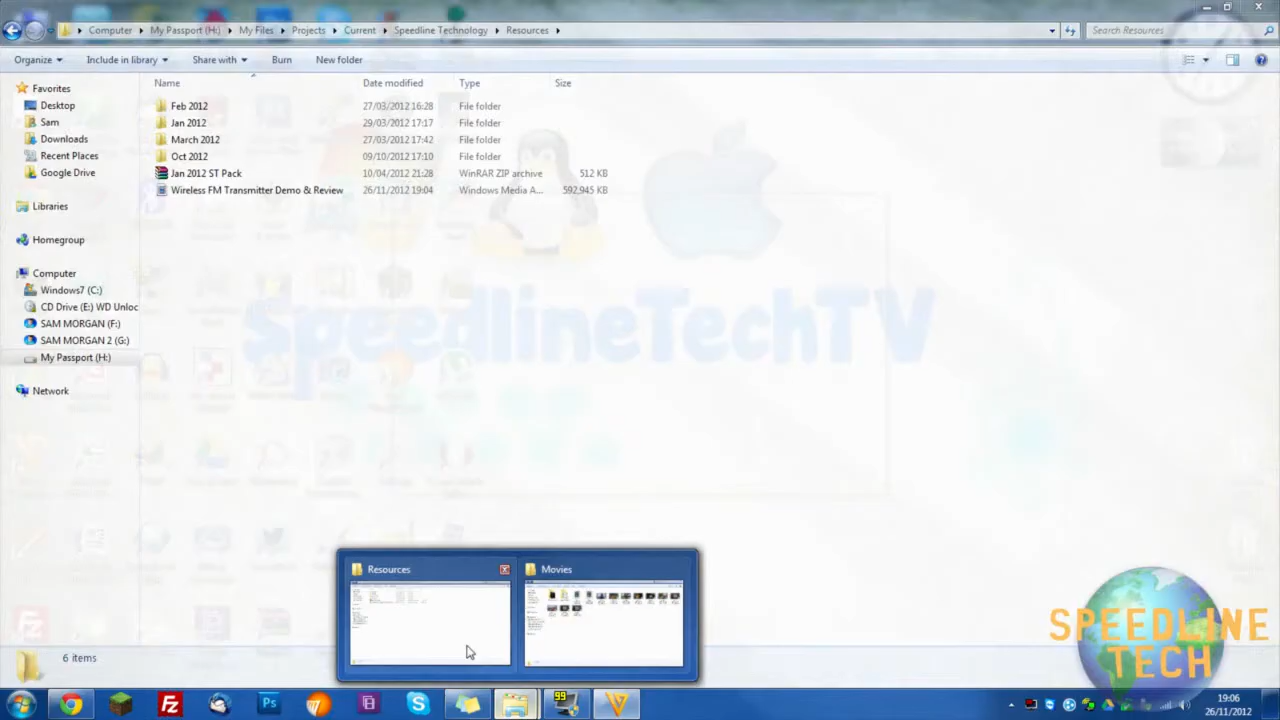 Computer My Passport (H:) My Files Projects Current Speedline Technology Resources
Search Resources
Organize Include in library Share with Burn New folder
Name Date modified Type Size
Favorites
Desktop
Sam
Downloads
Recent Places
Google Drive
Libraries
Homegroup
Computer
Windows7 (C:)
CD Drive (E:) WD Unloc
SAM MORGAN (F:)
SAM MORGAN 2 (G:)
My Passport (H:)
Network
Feb 2012 27/03/2012 16:28 File folder
Jan 2012 29/03/2012 17:17 File folder
March 2012 27/03/2012 17:42 File folder
Oct 2012 09/10/2012 17:10 File folder
Jan 2012 ST Pack 10/04/2012 21:28 WinRAR ZIP archive 512 KB
Wireless FM Transmitter Demo & Review 26/11/2012 19:04 Windows Media A... 592,945 KB
SpeedlineTechTV
Resources
Movies
6 items
SPEEDLINE
TECH
Fz
Ps
S
99
19:06
26/11/2012